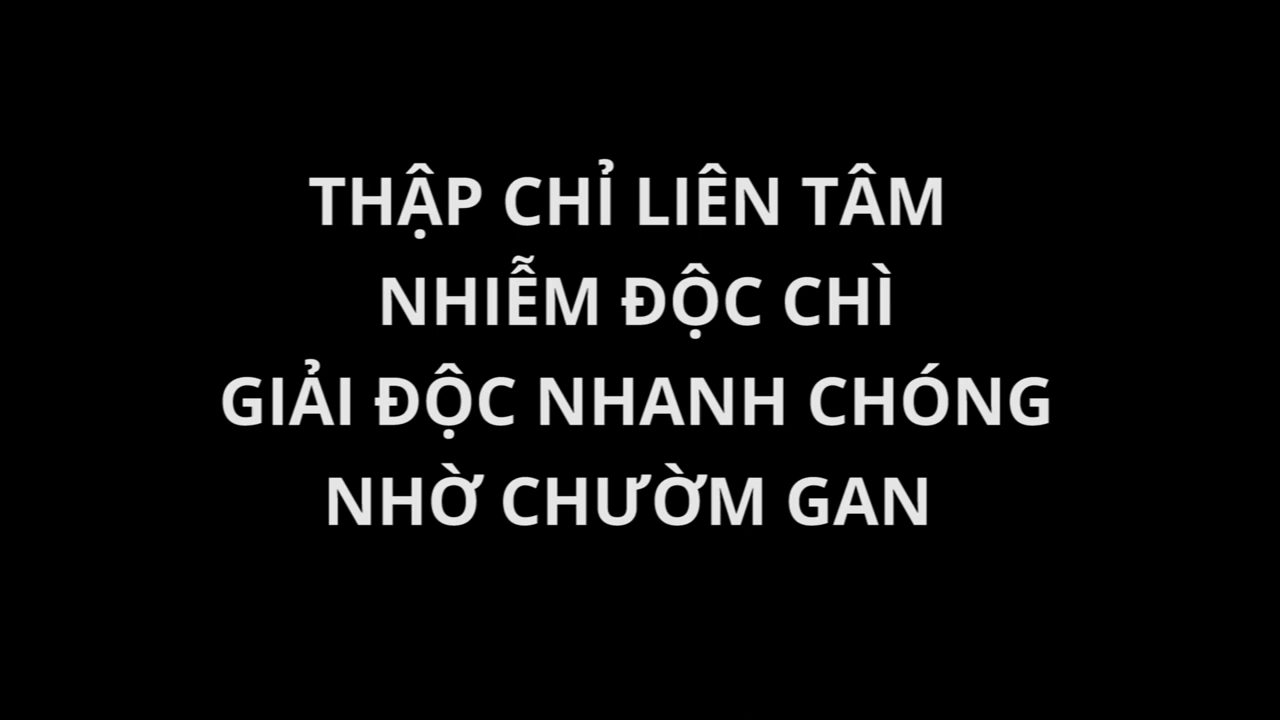 THẬP CHỈ LIÊN TÂM
NHIỄM ĐỘC CHÌ
GIẢI ĐỘC NHANH CHÓNG
NHỜ CHƯỜM GAN